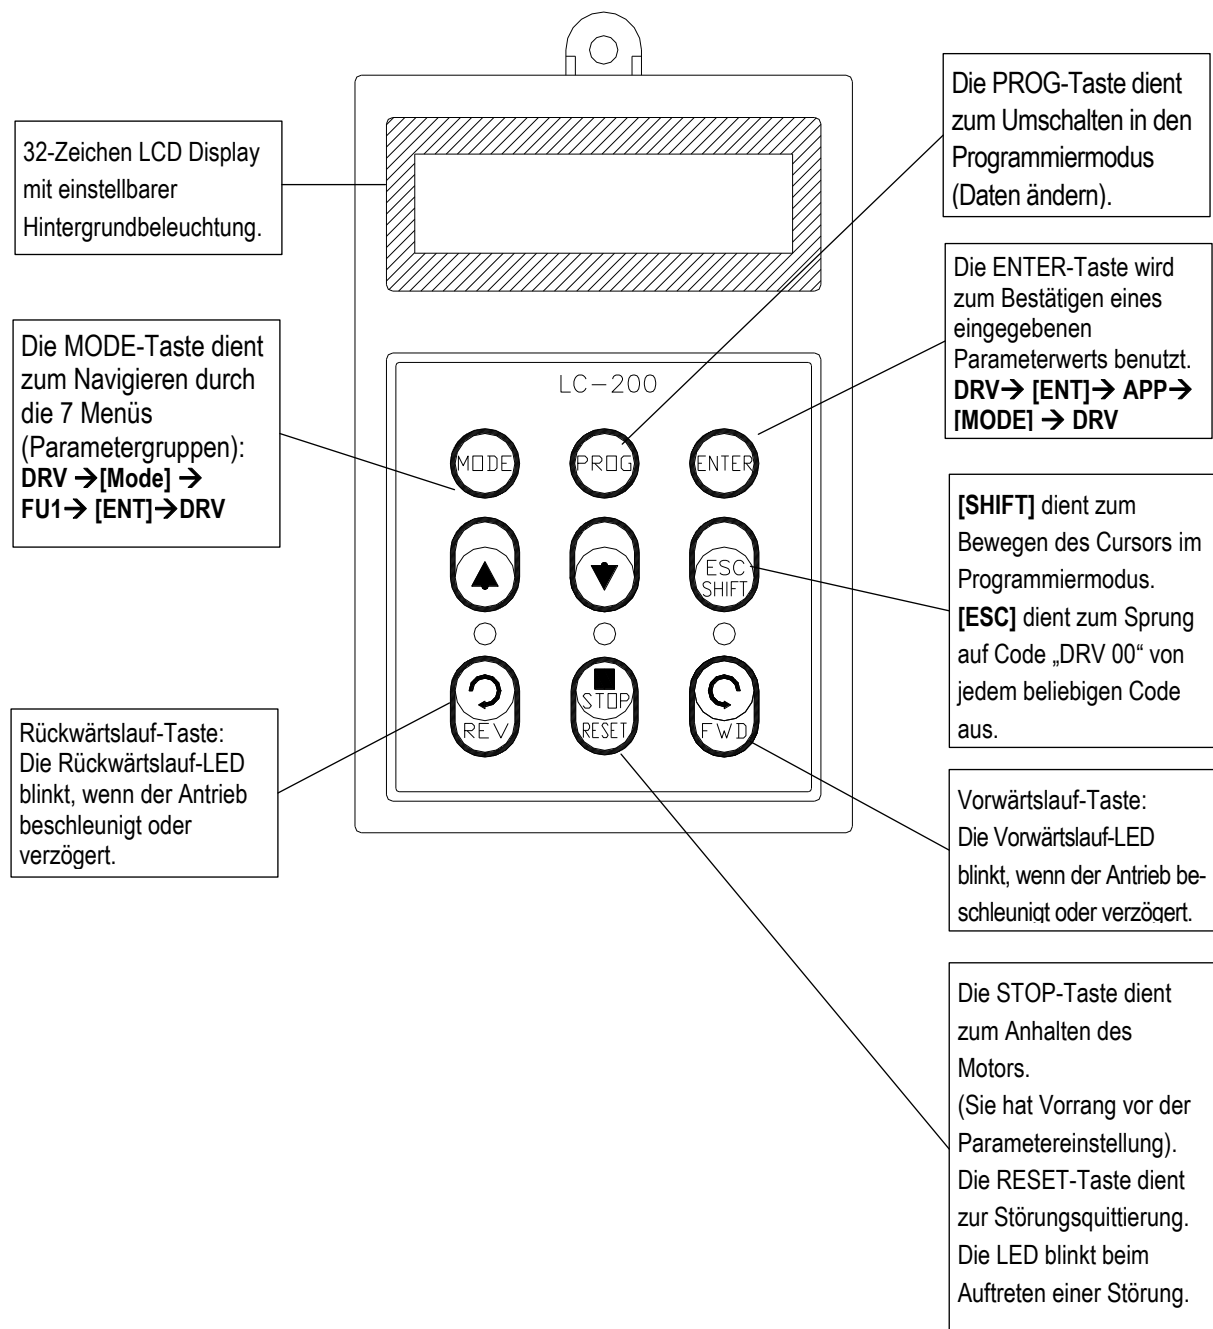 32-Zeichen LCD Display
mit einstellbarer
Hintergrundbeleuchtung.
Die MODE-Taste dient
zum Navigieren durch
die 7 Menüs
(Parametergruppen):
DRV →[Mode] →
FU1→ [ENT]→DRV
Rückwärtslauf-Taste:
Die Rückwärtslauf-LED
blinkt, wenn der Antrieb
beschleunigt oder
verzögert.
LC-200
MODE
PROG
ENTER
ESC
SHIFT
REV
STOP
RESET
FWD
Die PROG-Taste dient
zum Umschalten in den
Programmiermodus
(Daten ändern).
Die ENTER-Taste wird
zum Bestätigen eines
eingegebenen
Parameterwerts benutzt.
DRV→ [ENT]→ APP→
[MODE] → DRV
[SHIFT] dient zum
Bewegen des Cursors im
Programmiermodus.
[ESC] dient zum Sprung
auf Code „DRV 00“ von
jedem beliebigen Code
aus.
Vorwärtslauf-Taste:
Die Vorwärtslauf-LED
blinkt, wenn der Antrieb be-
schleunigt oder verzögert.
Die STOP-Taste dient
zum Anhalten des
Motors.
(Sie hat Vorrang vor der
Parametereinstellung).
Die RESET-Taste dient
zur Störungsquittierung.
Die LED blinkt beim
Auftreten einer Störung.